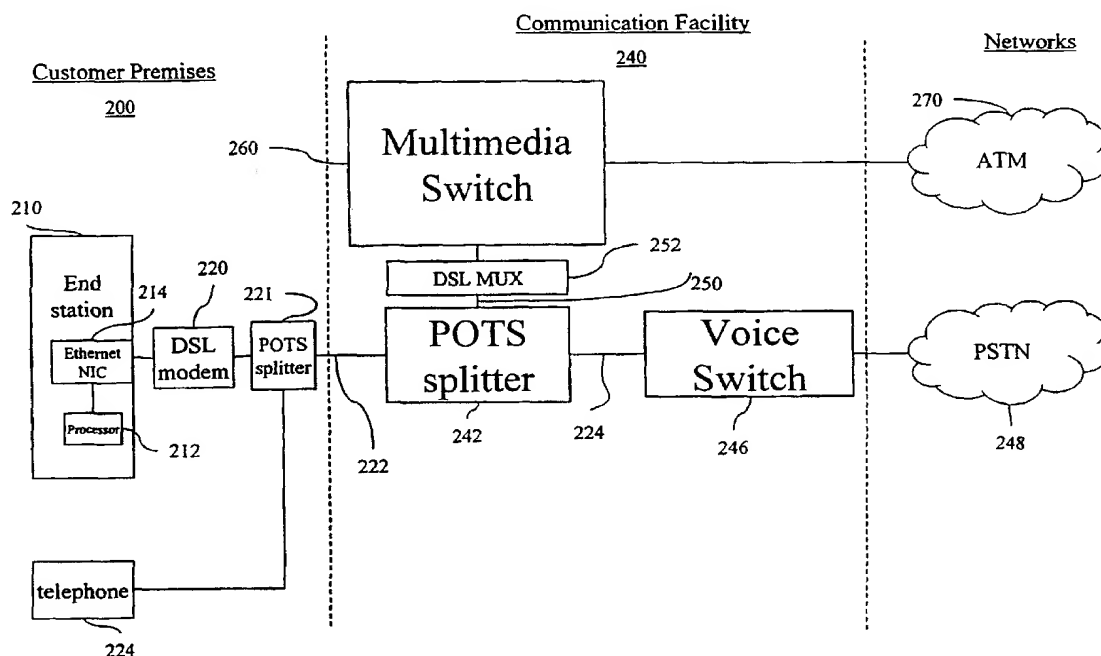 Communication Facility
240
Customer Premises
200
Networks
270
ATM
260
Multimedia
Switch
252
DSL MUX
250
210
End
station
214
220
221
Ethernet
NIC
DSL
modem
POTS
splitter
POTS
splitter
Voice
Switch
PSTN
Processor
212
222
242
224
246
248
telephone
224